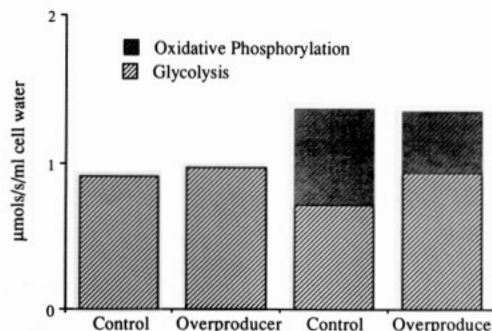 2
Oxidative Phosphorylation
Glycolysis
1
0
µmols/s/ml cell water
Control Overproducer Control Overproduce